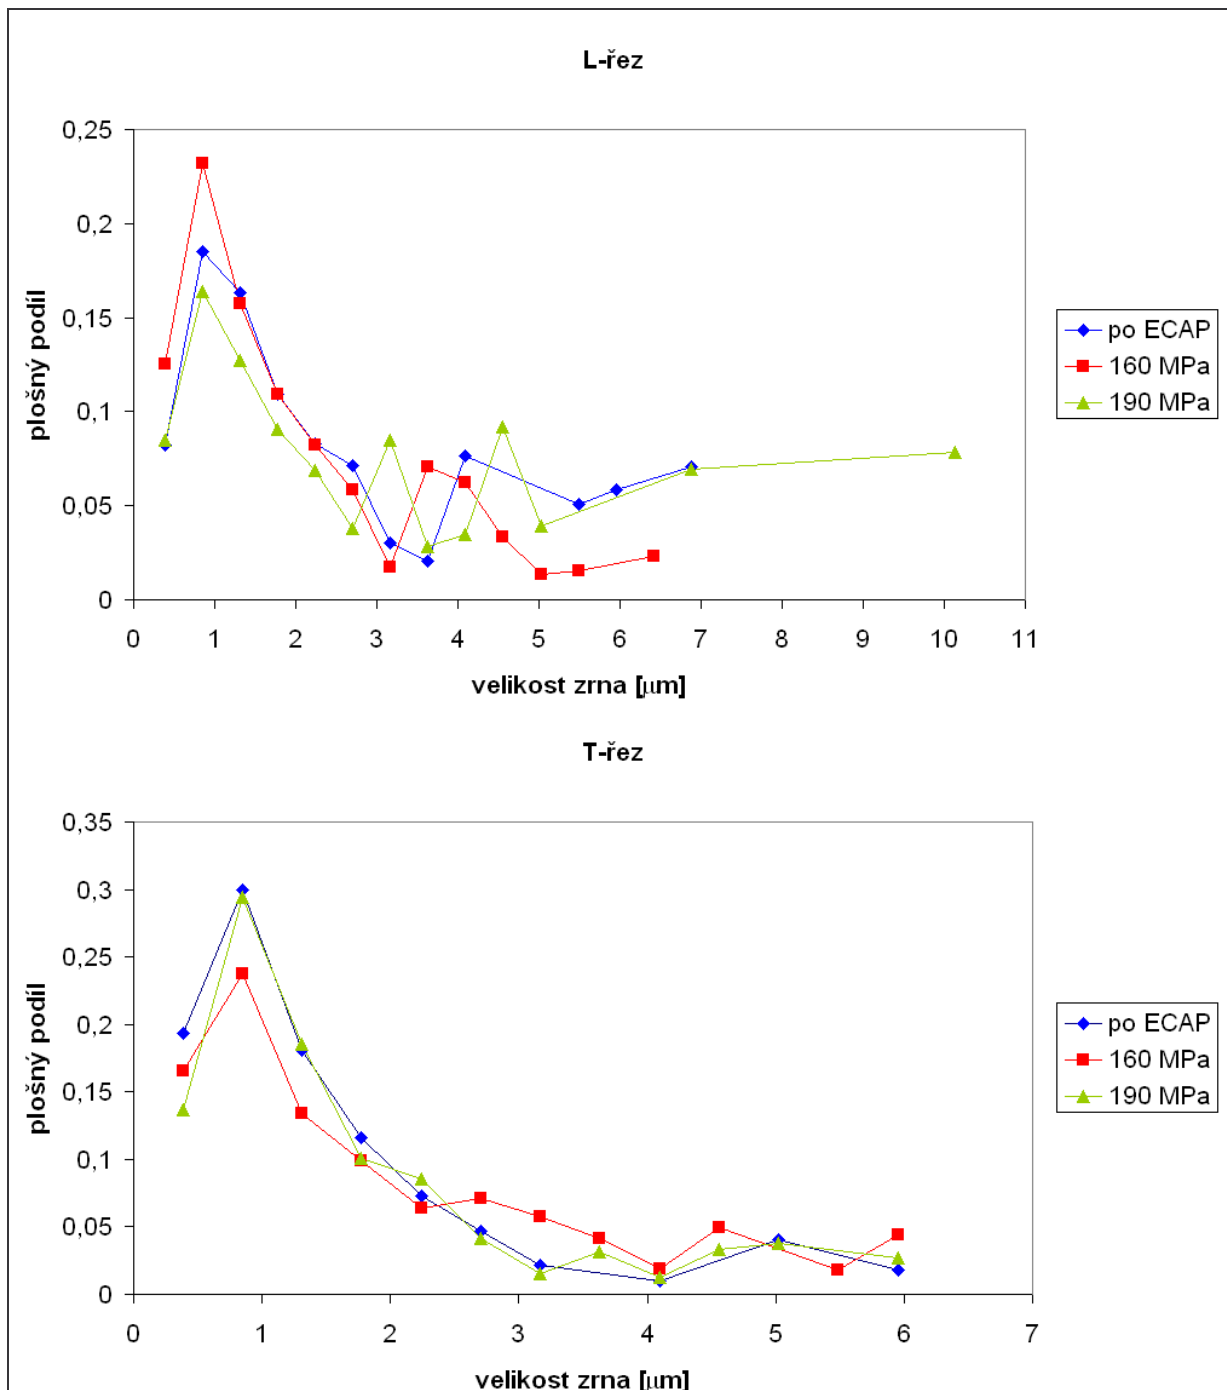 L-řez
0,25
0,2
0,15
0,1
0,05
0
plošný podíl
0 1 2 3 4 5 6 7 8 9 10 11
velikost zrna [μm]
po ECAP
160 MPa
190 MPa
T-řez
0,35
0,3
0,25
0,2
0,15
0,1
0,05
0
plošný podíl
0 1 2 3 4 5 6 7
velikost zrna [μm]
po ECAP
160 MPa
190 MPa